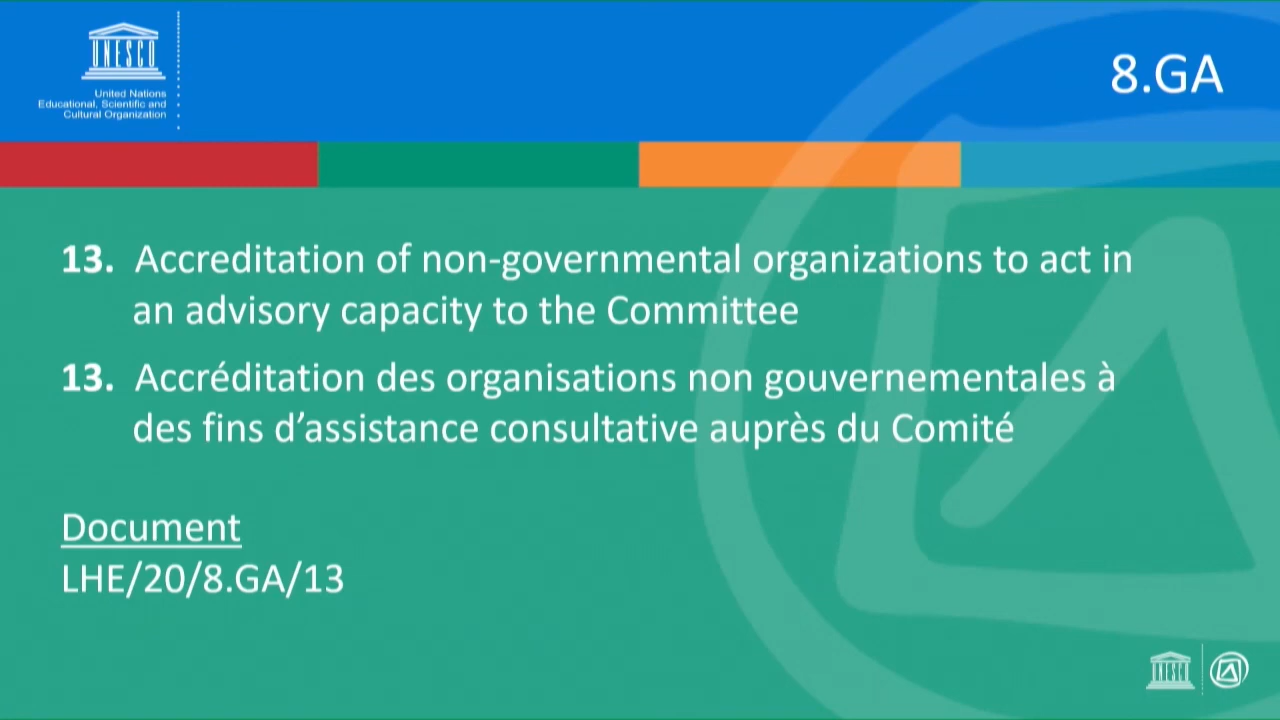 UNESCO
United Nations
Educational, Scientific and
Cultural Organization
8.GA
13. Accreditation of non-governmental organizations to act in
an advisory capacity to the Committee
13. Accréditation des organisations non gouvernementales à
des fins d’assistance consultative auprès du Comité
Document
LHE/20/8.GA/13
UNESCO